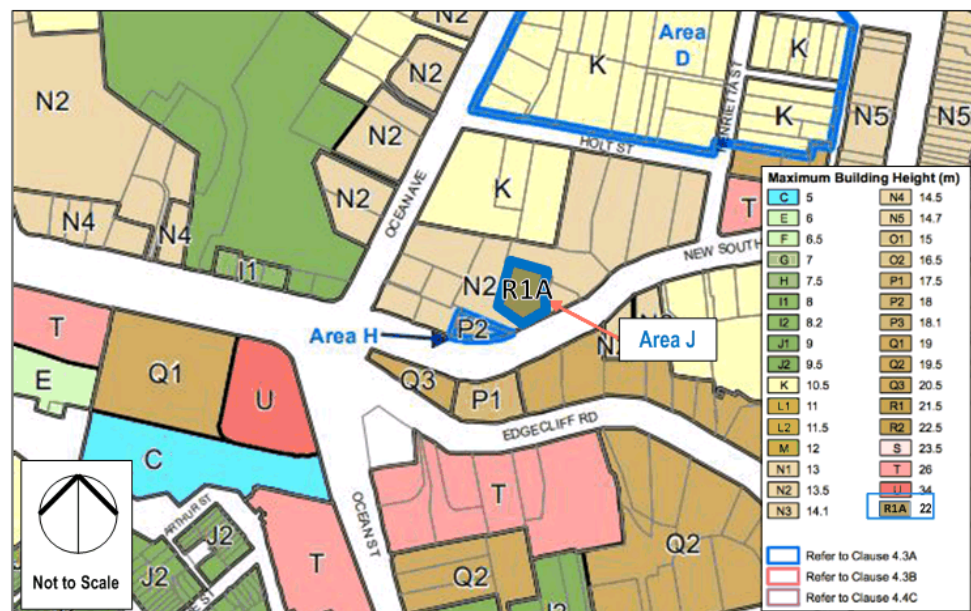 Area
D
K
K
K
N2
N2
N2
N2
N5
N5
N4
N4
I1
OCEAN AVE
HOLT ST
HENRIETTA ST
K
T
NEW SOUTH
N2
R1A
Area H
P2
Area J
T
E
Q1
U
C
Q3
P1
EDGECLIFF RD
T
OCEAN ST
ARTHUR ST
J2
J2
J2
T
Q2
Q2
J2
Not to Scale
Maximum Building Height (m)
C 5
E 6
F 6.5
G 7
H 7.5
I1 8
I2 8.2
J1 9
J2 9.5
K 10.5
L1 11
L2 11.5
M 12
N1 13
N2 13.5
N3 14.1
N4 14.5
N5 14.7
O1 15
O2 16.5
P1 17.5
P2 18
P3 18.1
Q1 19
Q2 19.5
Q3 20.5
R1 21.5
R2 22.5
S 23.5
T 26
U 34
R1A 22
Refer to Clause 4.3A
Refer to Clause 4.3B
Refer to Clause 4.4C